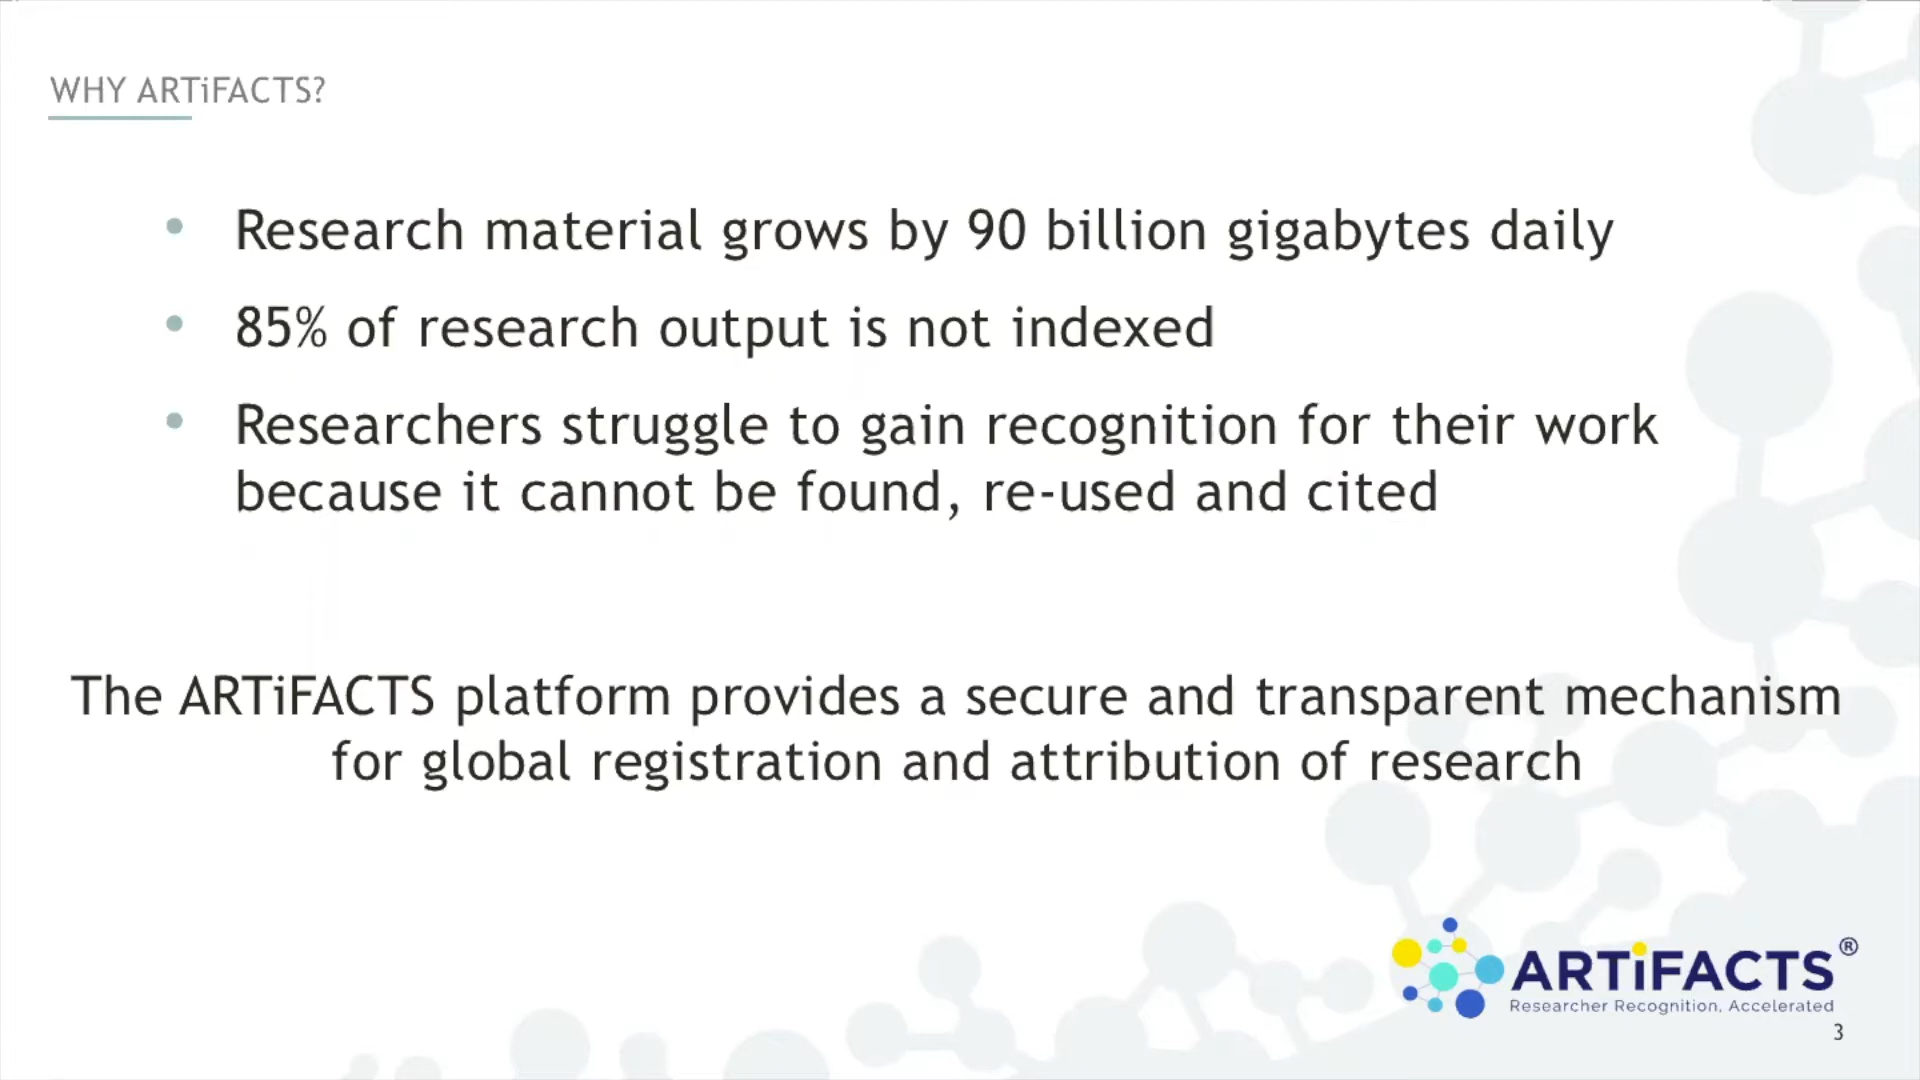 WHY ARTiFACTS?
• Research material grows by 90 billion gigabytes daily
• 85% of research output is not indexed
• Researchers struggle to gain recognition for their work
because it cannot be found, re-used and cited
The ARTiFACTS platform provides a secure and transparent mechanism
for global registration and attribution of research
ARTiFACTS®
Researcher Recognition, Accelerated
3